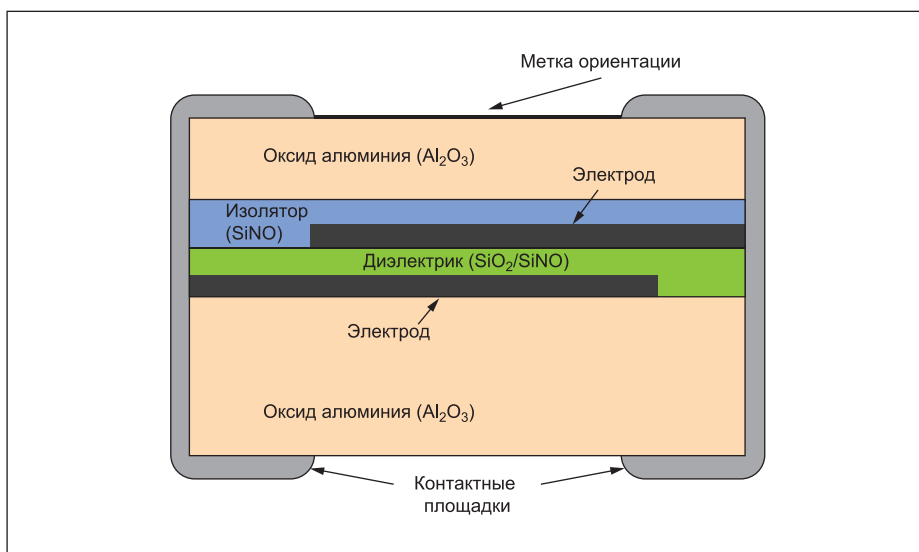 Метка ориентации
Оксид алюминия (Al₂O₃)
Электрод
Изолятор
(SiNO)
Диэлектрик (SiO₂/SiNO)
Электрод
Оксид алюминия (Al₂O₃)
Контактные
площадки